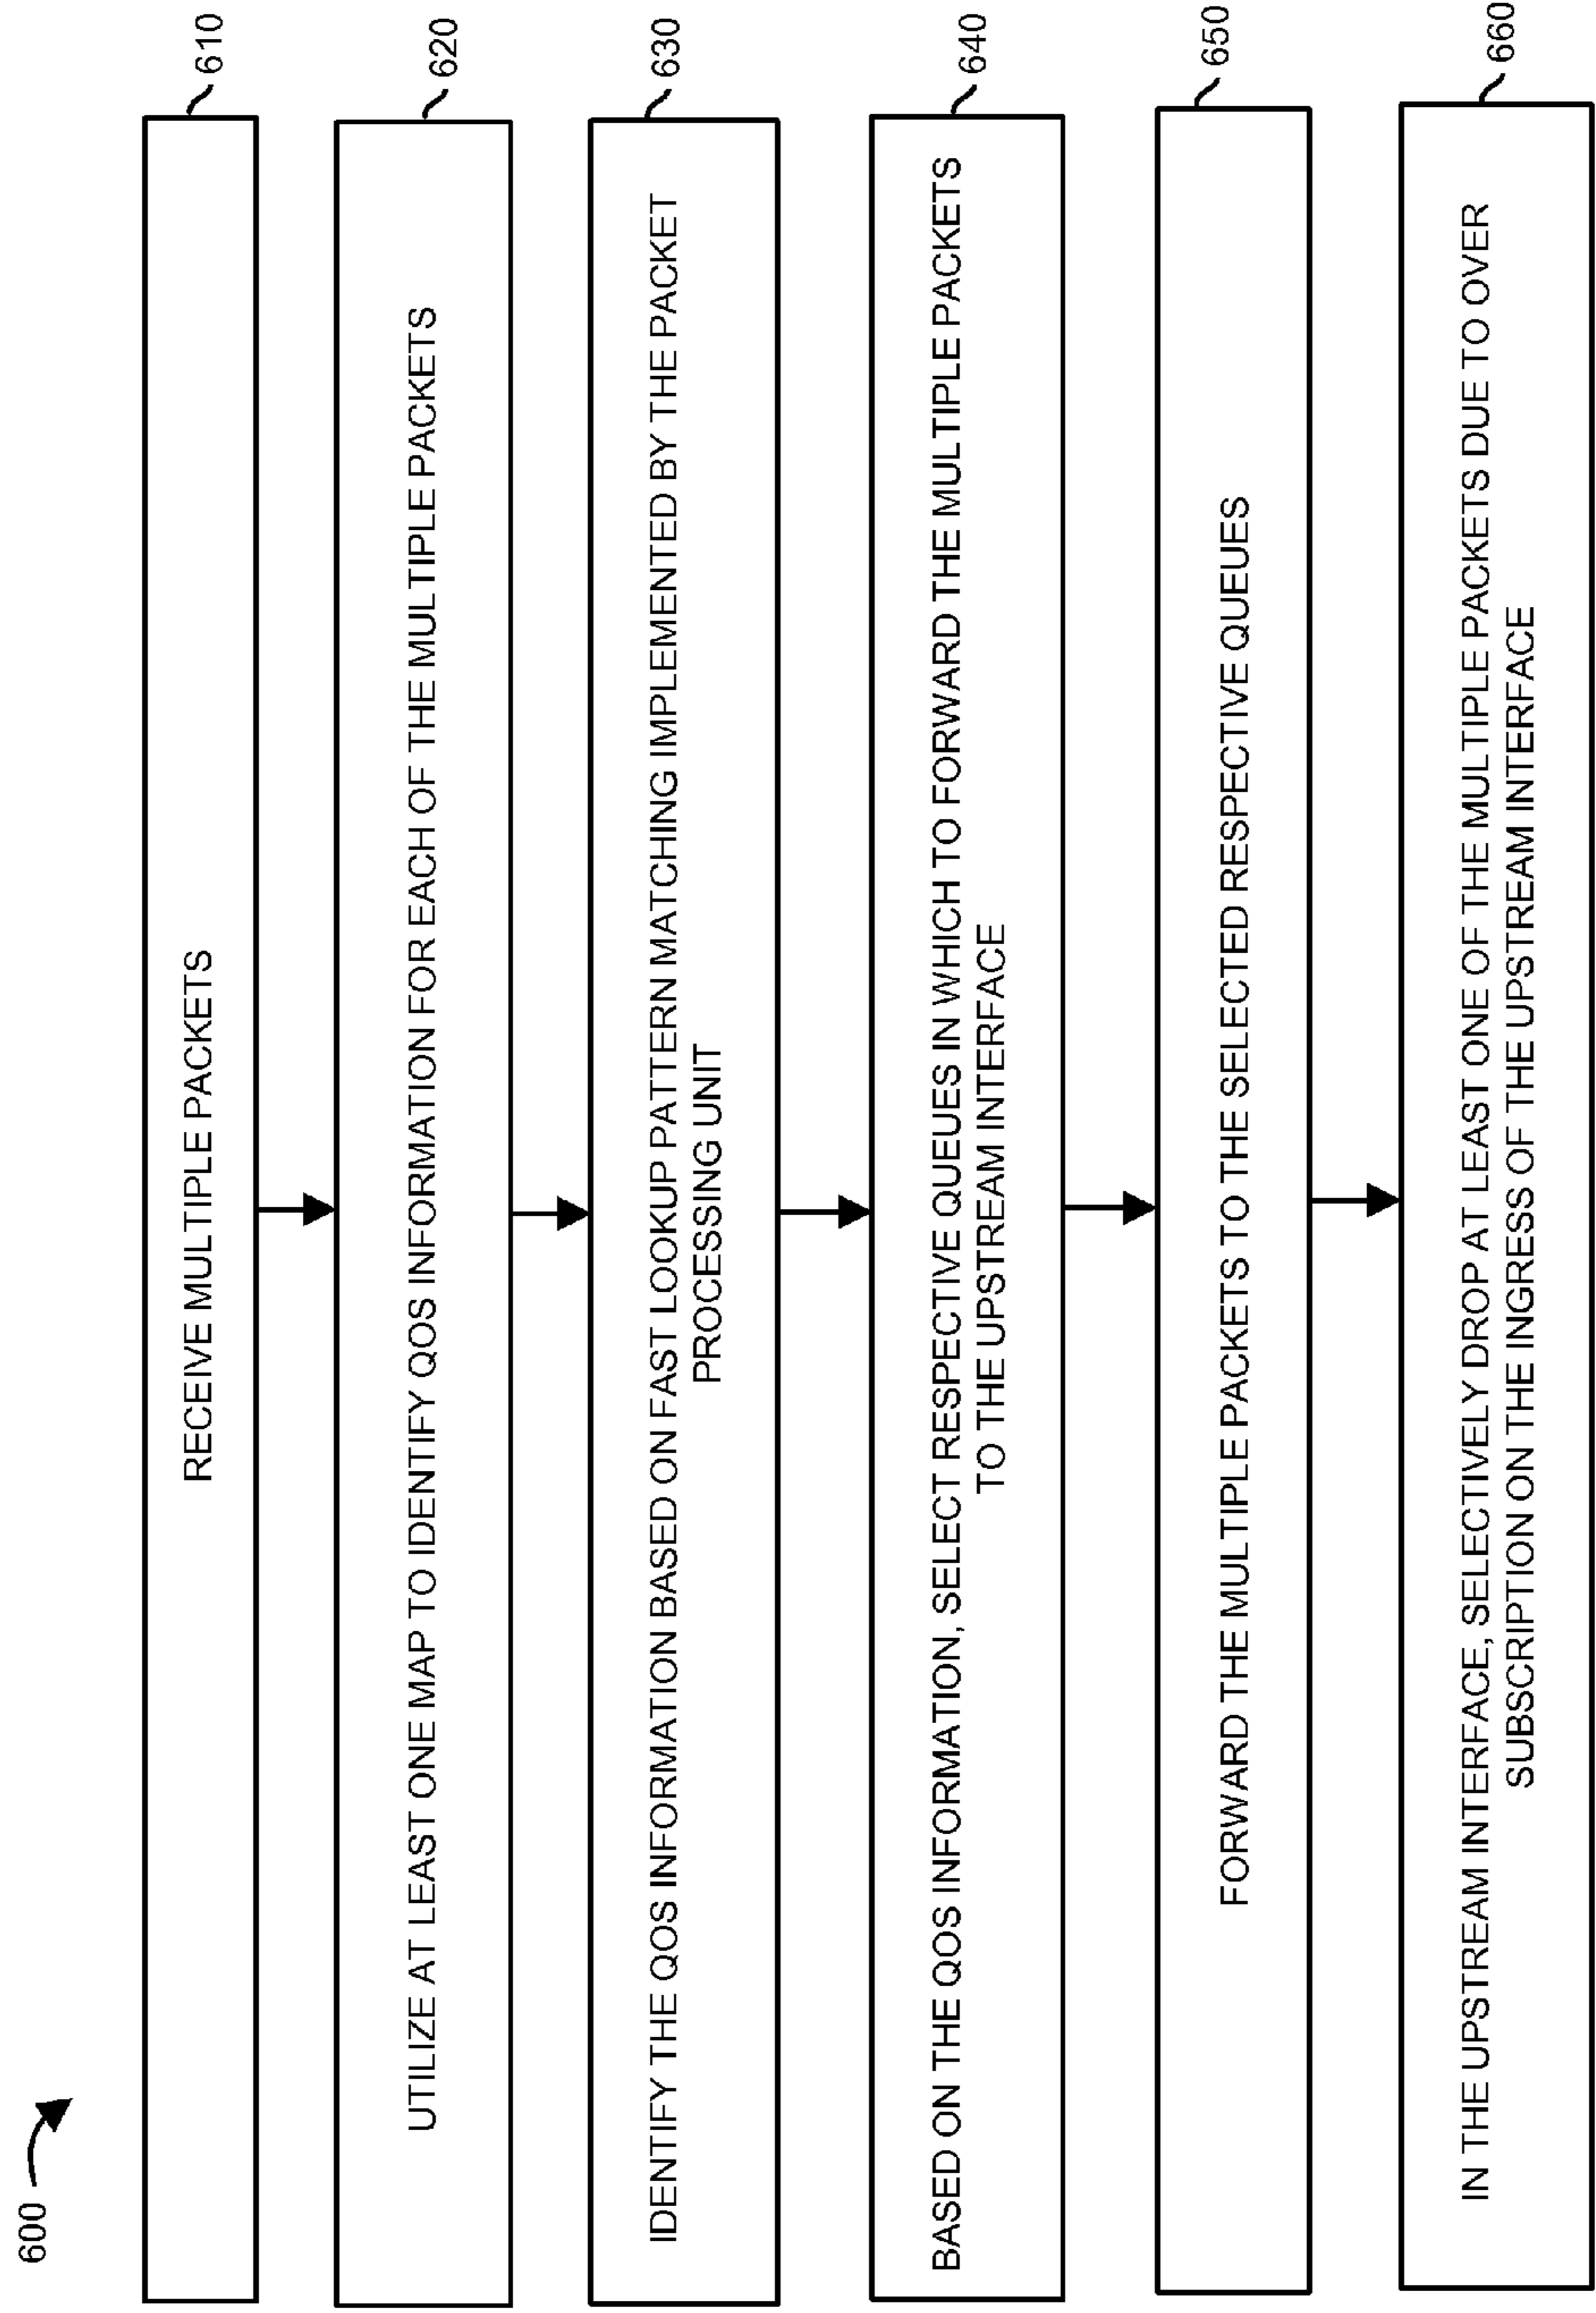 600
RECEIVE MULTIPLE PACKETS
610
UTILIZE AT LEAST ONE MAP TO IDENTIFY QOS INFORMATION FOR EACH OF THE MULTIPLE PACKETS
620
IDENTIFY THE QOS INFORMATION BASED ON FAST LOOKUP PATTERN MATCHING IMPLEMENTED BY THE PACKET
PROCESSING UNIT
630
BASED ON THE QOS INFORMATION, SELECT RESPECTIVE QUEUES IN WHICH TO FORWARD THE MULTIPLE PACKETS
TO THE UPSTREAM INTERFACE
640
FORWARD THE MULTIPLE PACKETS TO THE SELECTED RESPECTIVE QUEUES
650
IN THE UPSTREAM INTERFACE, SELECTIVELY DROP AT LEAST ONE OF THE MULTIPLE PACKETS DUE TO OVER
SUBSCRIPTION ON THE INGRESS OF THE UPSTREAM INTERFACE
660